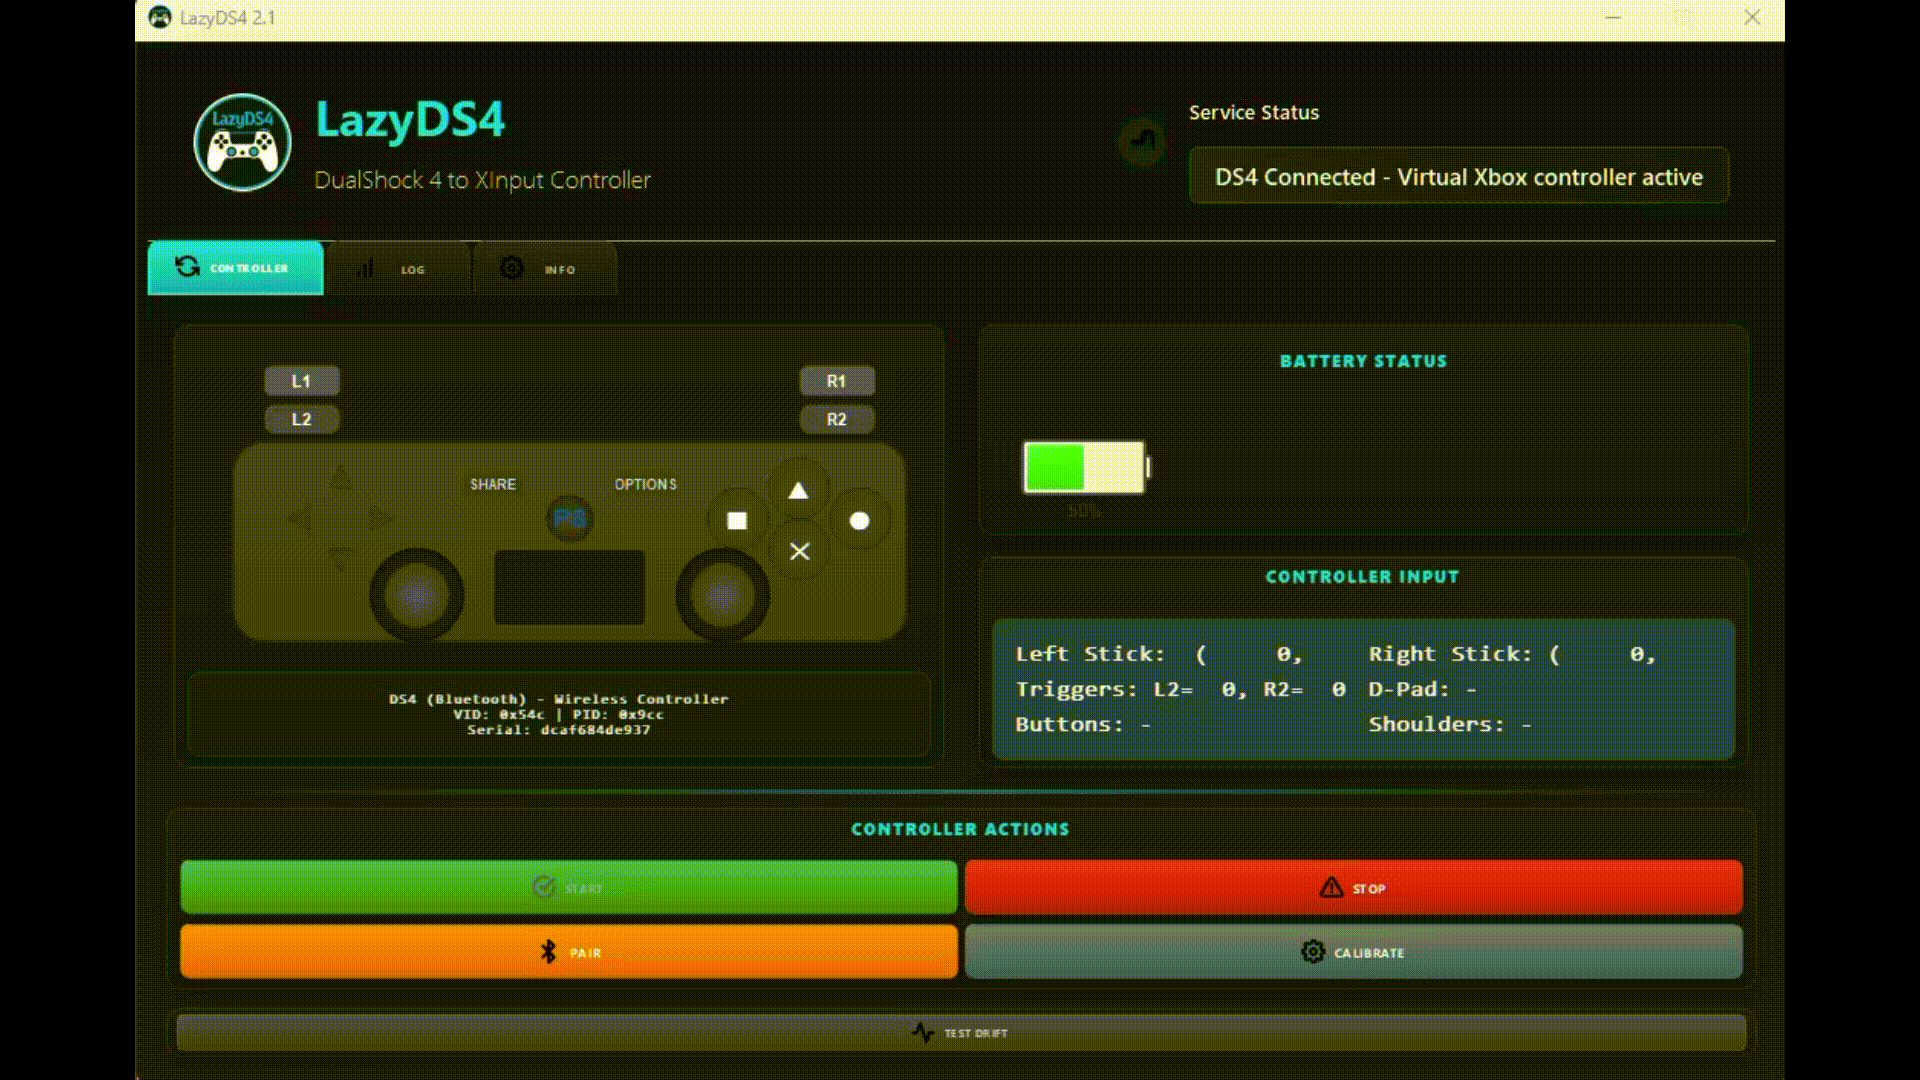 LazyDS4 2.1
LazyDS4
LazyDS4
DualShock 4 to XInput Controller
Service Status
DS4 Connected - Virtual Xbox controller active
CONTROLLER
LOG
INFO
L1
R1
L2
R2
SHARE
OPTIONS
PS
DS4 (Bluetooth) - Wireless Controller
VID: 0x54c | PID: 0x9cc
Serial: dcaf684de937
BATTERY STATUS
50%
CONTROLLER INPUT
Left Stick: ( 0, Right Stick: ( 0,
Triggers: L2= 0, R2= 0 D-Pad: -
Buttons: - Shoulders: -
CONTROLLER ACTIONS
START
STOP
PAIR
CALIBRATE
TEST DRIFT